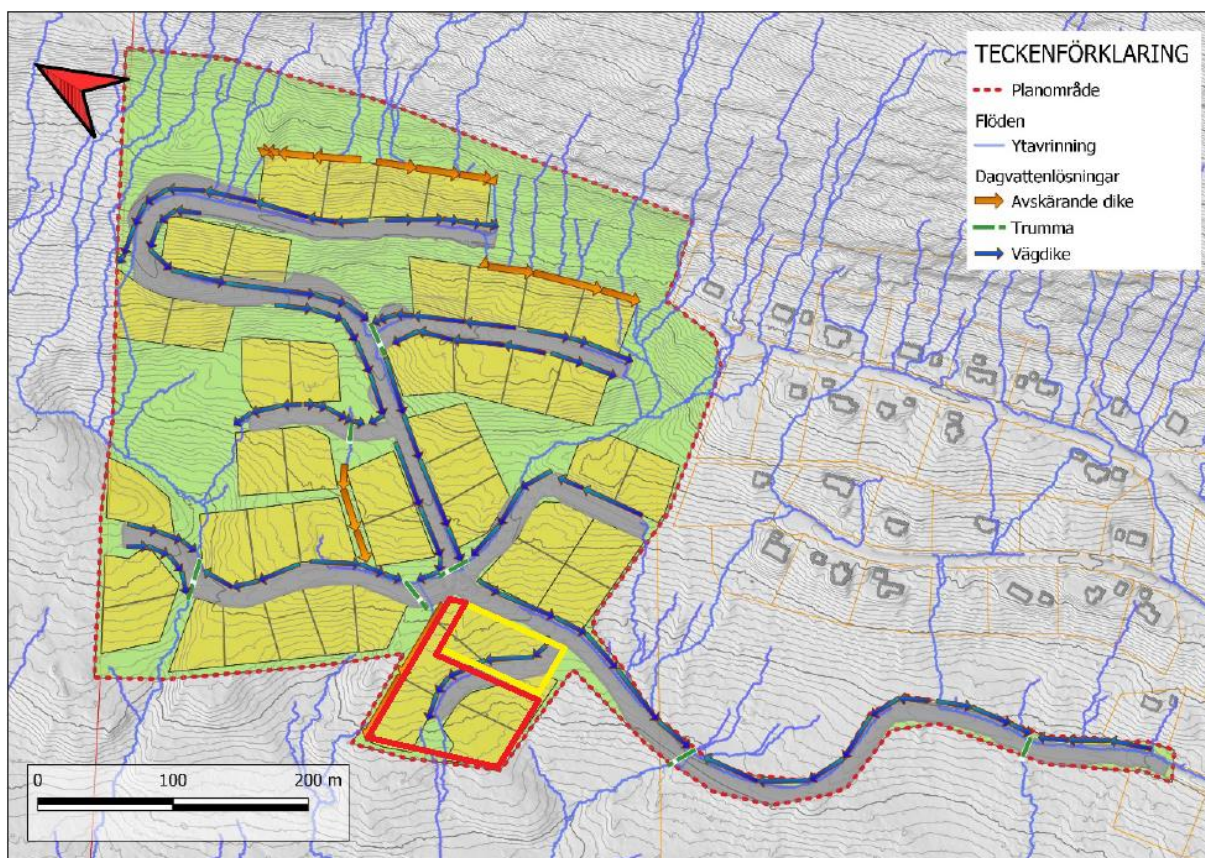 TECKENFÖRKLARING
Planområde
Flöden
Ytavrinning
Dagvattenlösningar
Avskärande dike
Trumma
Vägdike
0 100 200 m